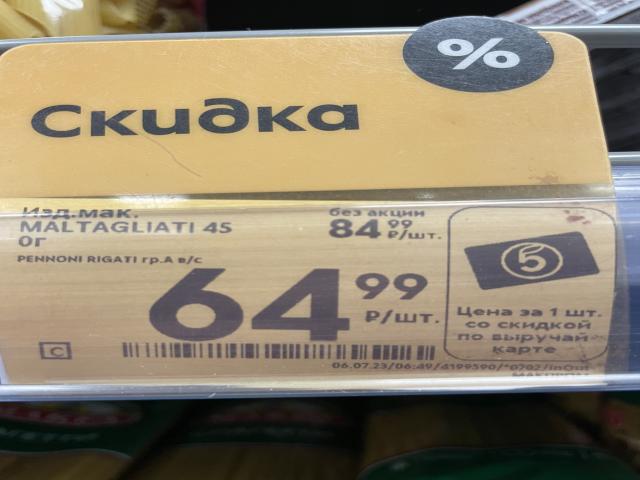 %
Скидка
Изд.мак.
MALTAGLIATI 45
0г
PENNONI RIGATI гр.А в/с
без акции
84 99
₽/шт.
64 99
₽/шт.
5
Цена за 1 шт.
со скидкой
по выручай
карте
С
06.07.23/06:49/4199590/*0702/InOut